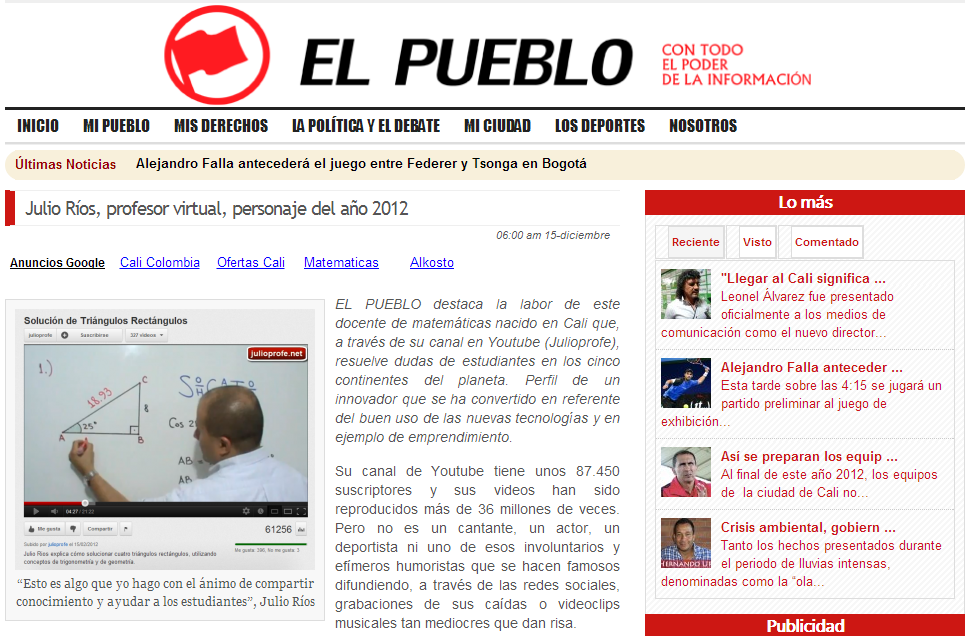 EL PUEBLO
CON TODO
EL PODER
DE LA INFORMACIÓN
INICIO MI PUEBLO MIS DERECHOS LA POLÍTICA Y EL DEBATE MI CIUDAD LOS DEPORTES NOSOTROS
Últimas Noticias Alejandro Falla antecederá el juego entre Federer y Tsonga en Bogotá
Julio Ríos, profesor virtual, personaje del año 2012
06:00 am 15-diciembre
Anuncios Google Cali Colombia Ofertas Cali Matematicas Alkosto
Solución de Triángulos Rectángulos
julioprofe Suscribirse 337 videos
julioprofe.net
1.)
18.93
C
8
25°
A
B
Cos 25
AB =
AB =
04:27 / 21:22
Me gusta Compartir
61256
Subido por julioprofe el 15/02/2012
Julio Rios explica cómo solucionar cuatro triángulos rectángulos, utilizando
conceptos de trigonometría y de geometría.
“Esto es algo que yo hago con el ánimo de compartir
conocimiento y ayudar a los estudiantes”, Julio Ríos
EL PUEBLO destaca la labor de este
docente de matemáticas nacido en Cali que,
a través de su canal en Youtube (Julioprofe),
resuelve dudas de estudiantes en los cinco
continentes del planeta. Perfil de un
innovador que se ha convertido en referente
del buen uso de las nuevas tecnologías y en
ejemplo de emprendimiento.
Su canal de Youtube tiene unos 87.450
suscriptores y sus videos han sido
reproducidos más de 36 millones de veces.
Pero no es un cantante, un actor, un
deportista ni uno de esos involuntarios y
efímeros humoristas que se hacen famosos
difundiendo, a través de las redes sociales,
grabaciones de sus caídas o videoclips
musicales tan mediocres que dan risa.
Lo más
Reciente Visto Comentado
"Llegar al Cali significa ...
Leonel Álvarez fue presentado
oficialmente a los medios de
comunicación como el nuevo director...
Alejandro Falla anteceder ...
Esta tarde sobre las 4:15 se jugará un
partido preliminar al juego de
exhibición...
Así se preparan los equip ...
Al final de este año 2012, los equipos
de la ciudad de Cali no...
Crisis ambiental, gobiern ...
Tanto los hechos presentados durante
el periodo de lluvias intensas,
denominadas como la “ola...
Publicidad